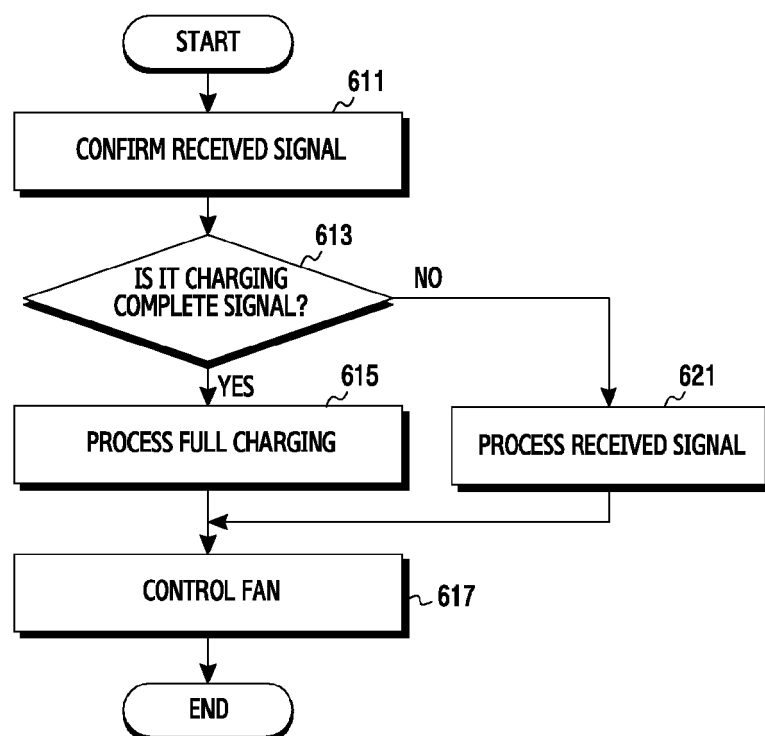 START
611
CONFIRM RECEIVED SIGNAL
613
IS IT CHARGING
COMPLETE SIGNAL?
NO
YES
615
621
PROCESS FULL CHARGING
PROCESS RECEIVED SIGNAL
CONTROL FAN
617
END